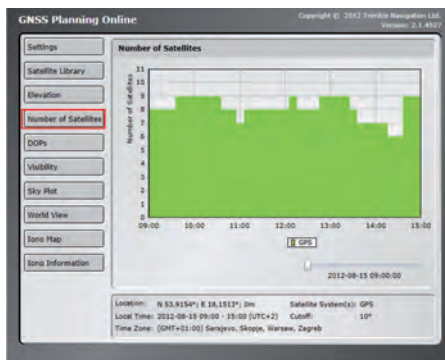 GNSS Planning Online
Copyright © 2012 Trimble Navigation Ltd.
Version: 2.1.4527
Settings
Satellite Library
Elevation
Number of Satellites
DOPs
Visibility
Sky Plot
World View
Iono Map
Iono Information
Number of Satellites
Number of Satellites
11
10
9
8
7
6
5
4
3
2
1
0
09:00 10:00 11:00 12:00 13:00 14:00 15:00
GPS
2012-08-15 09:00:00
Location: N 53,9154°; E 18,1513°; 0m Satellite System(s): GPS
Local Time: 2012-08-15 09:00 - 15:00 (UTC+2) Cutoff: 10°
Time Zone: (GMT+01:00) Sarajevo, Skopje, Warsaw, Zagreb